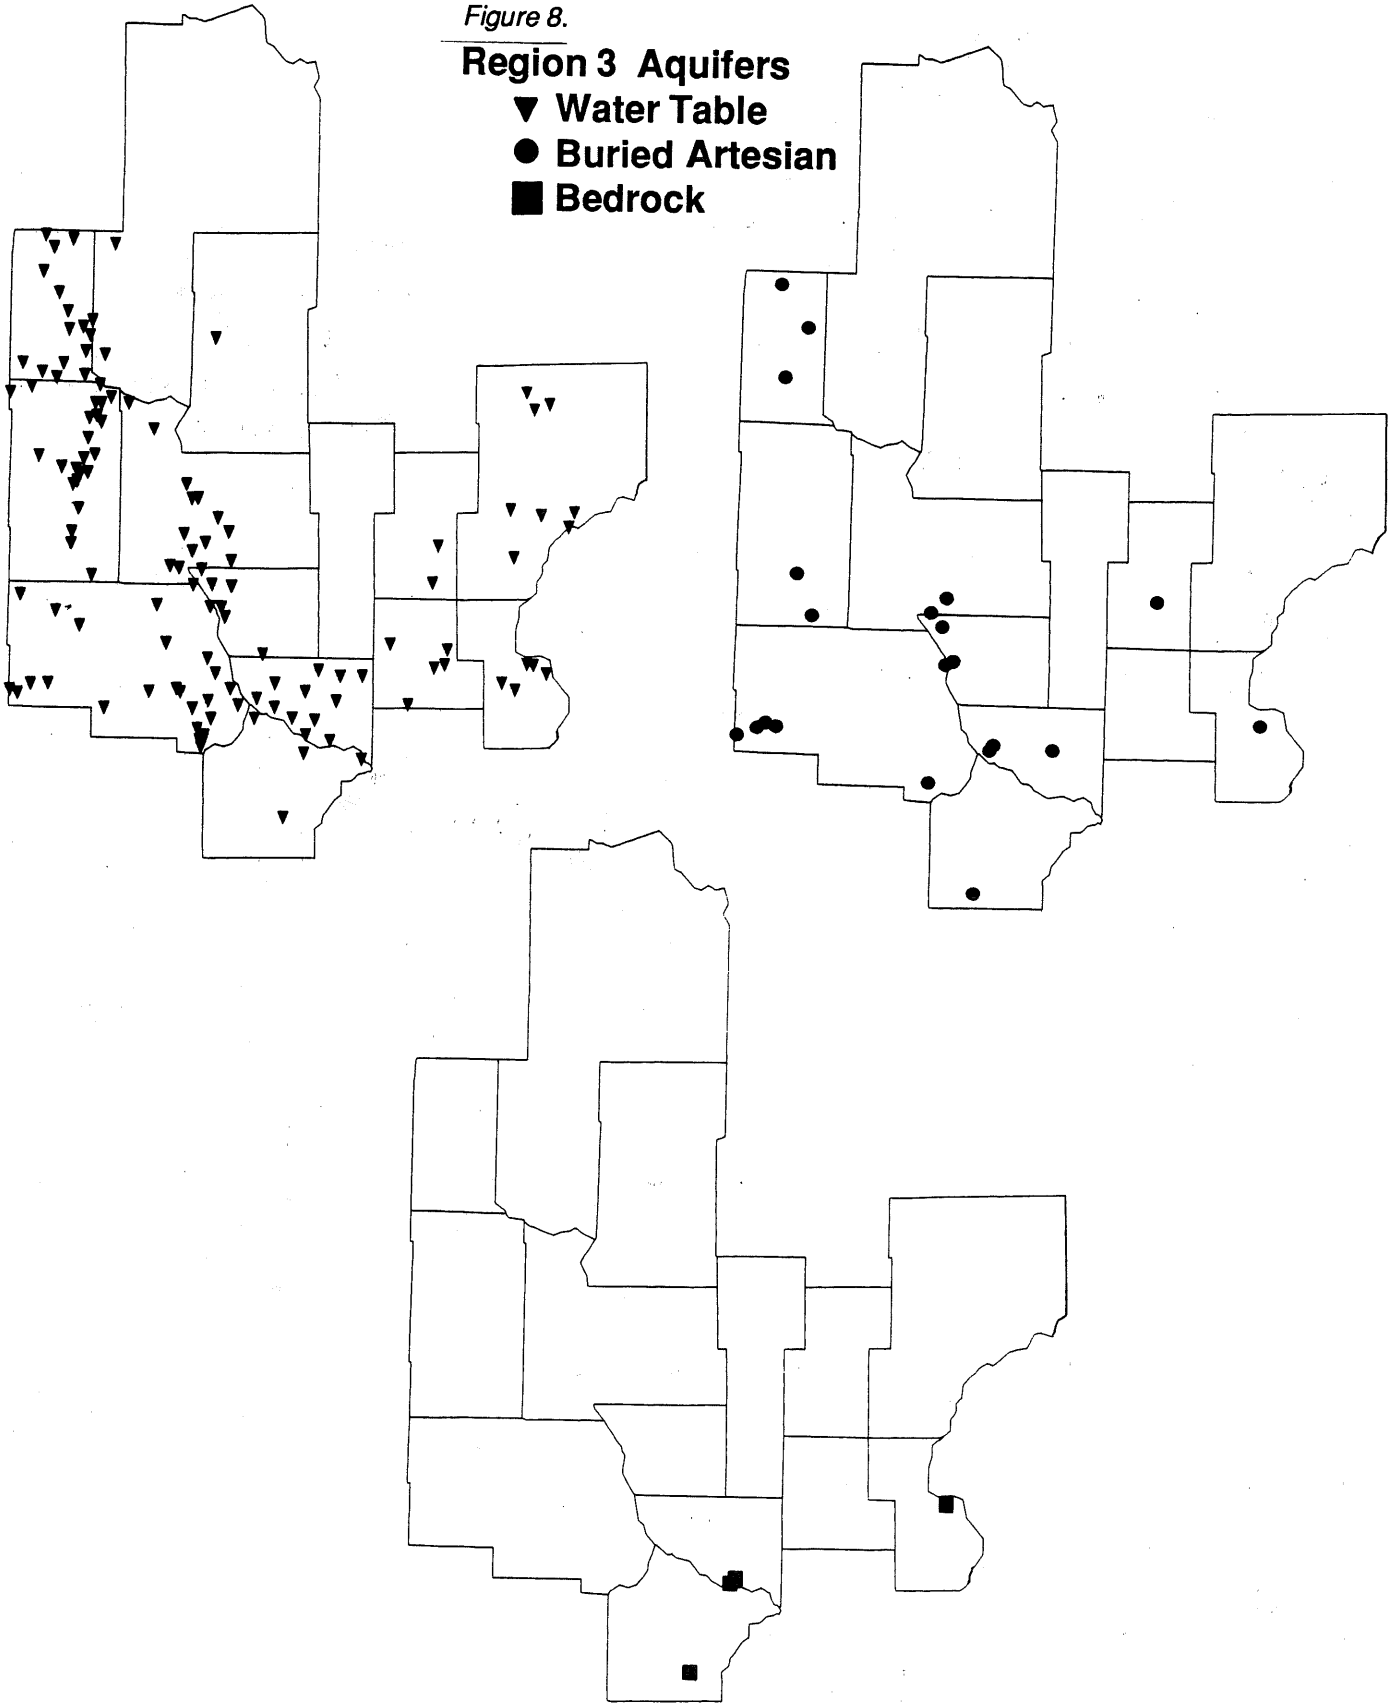 Figure 8.
Region 3 Aquifers
Water Table
Buried Artesian
Bedrock